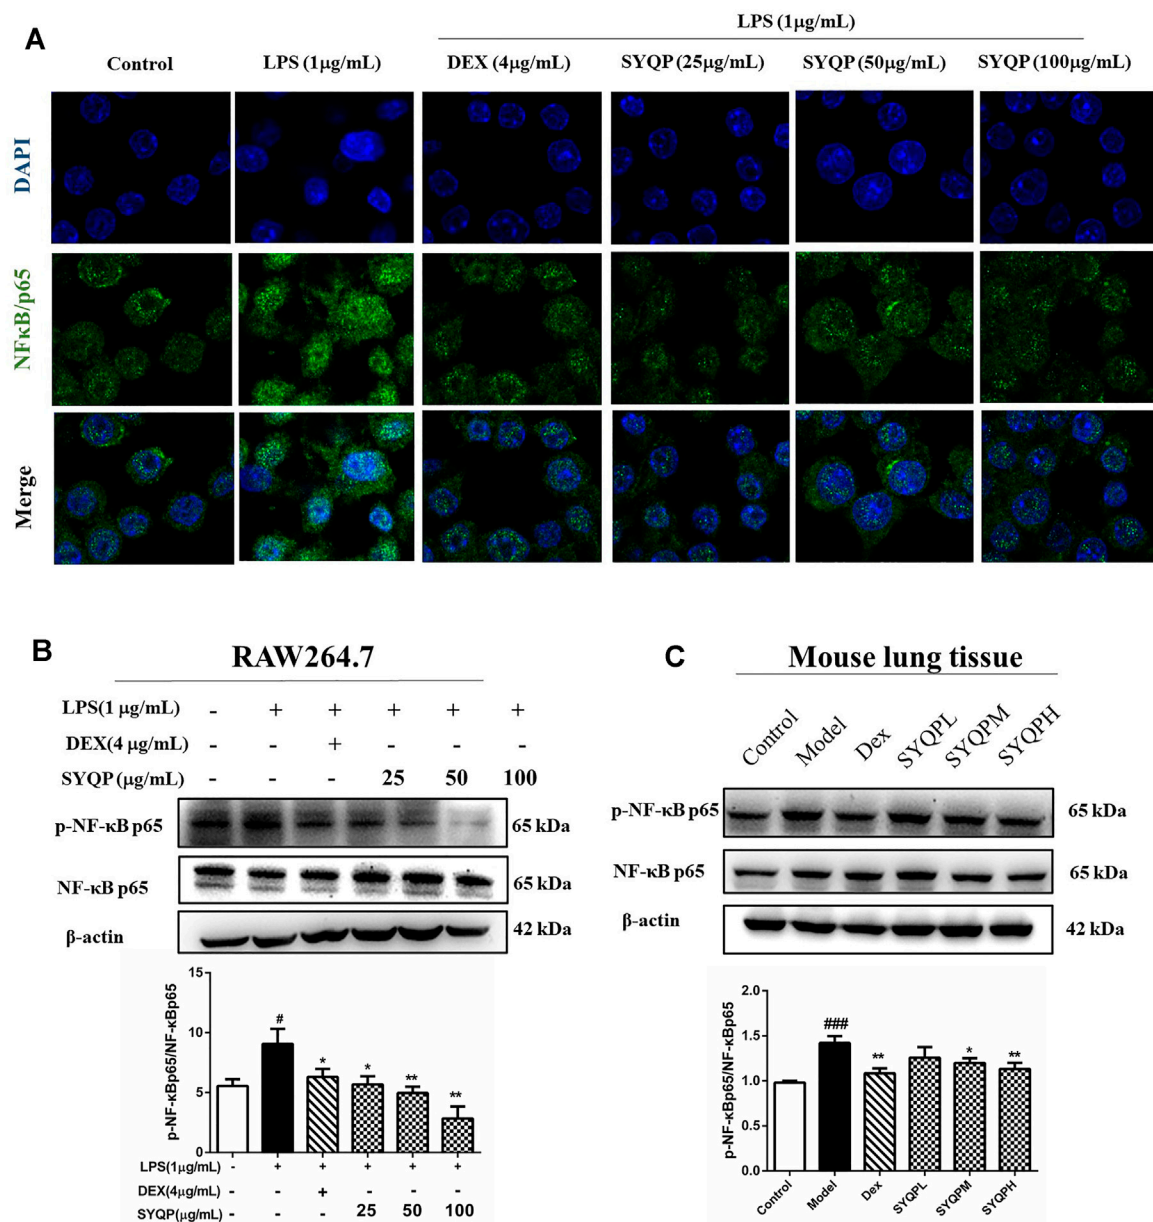 A
LPS (1μg/mL)
Control
LPS (1μg/mL)
DEX (4μg/mL)
SYQP (25μg/mL)
SYQP (50μg/mL)
SYQP (100μg/mL)
DAPI
NFκB/p65
Merge
B
RAW264.7
LPS(1 μg/mL) - + + + + +
DEX(4 μg/mL) - - + - - -
SYQP (μg/mL) - - - 25 50 100
p-NF-κB p65 65 kDa
NF-κB p65 65 kDa
β-actin 42 kDa
p-NF-κBp65/NF-κBp65
15
10
5
0
# * * ** **
LPS(1μg/mL) - + + + + +
DEX(4μg/mL) - - + - - -
SYQP(μg/mL) - - - 25 50 100
C
Mouse lung tissue
Control Model Dex SYQPL SYQPM SYQPH
p-NF-κB p65 65 kDa
NF-κB p65 65 kDa
β-actin 42 kDa
p-NF-κBp65/NF-κBp65
2.0
1.5
1.0
0.5
0.0
### ** * **
Control Model Dex SYQPL SYQPM SYQPH